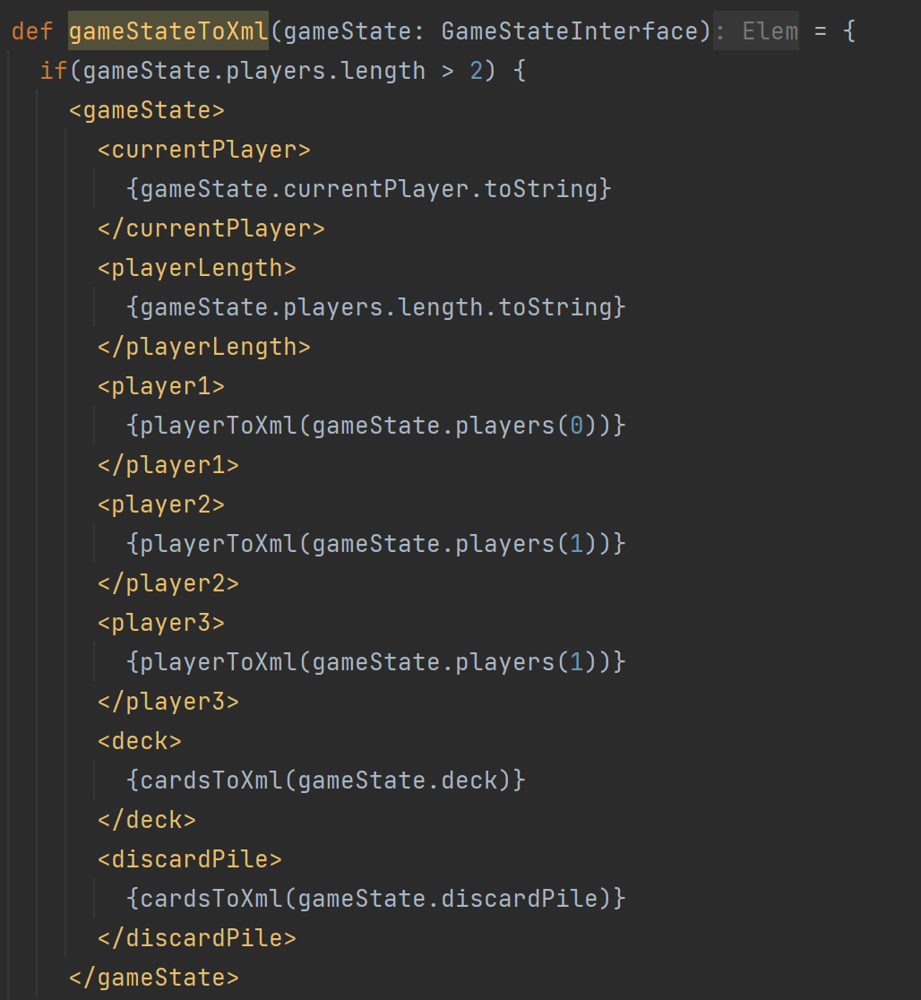 def gameStateToXml(gameState: GameStateInterface): Elem = {
  if(gameState.players.length > 2) {
    <gameState>
      <currentPlayer>
        {gameState.currentPlayer.toString}
      </currentPlayer>
      <playerLength>
        {gameState.players.length.toString}
      </playerLength>
      <player1>
        {playerToXml(gameState.players(0))}
      </player1>
      <player2>
        {playerToXml(gameState.players(1))}
      </player2>
      <player3>
        {playerToXml(gameState.players(1))}
      </player3>
      <deck>
        {cardsToXml(gameState.deck)}
      </deck>
      <discardPile>
        {cardsToXml(gameState.discardPile)}
      </discardPile>
    </gameState>